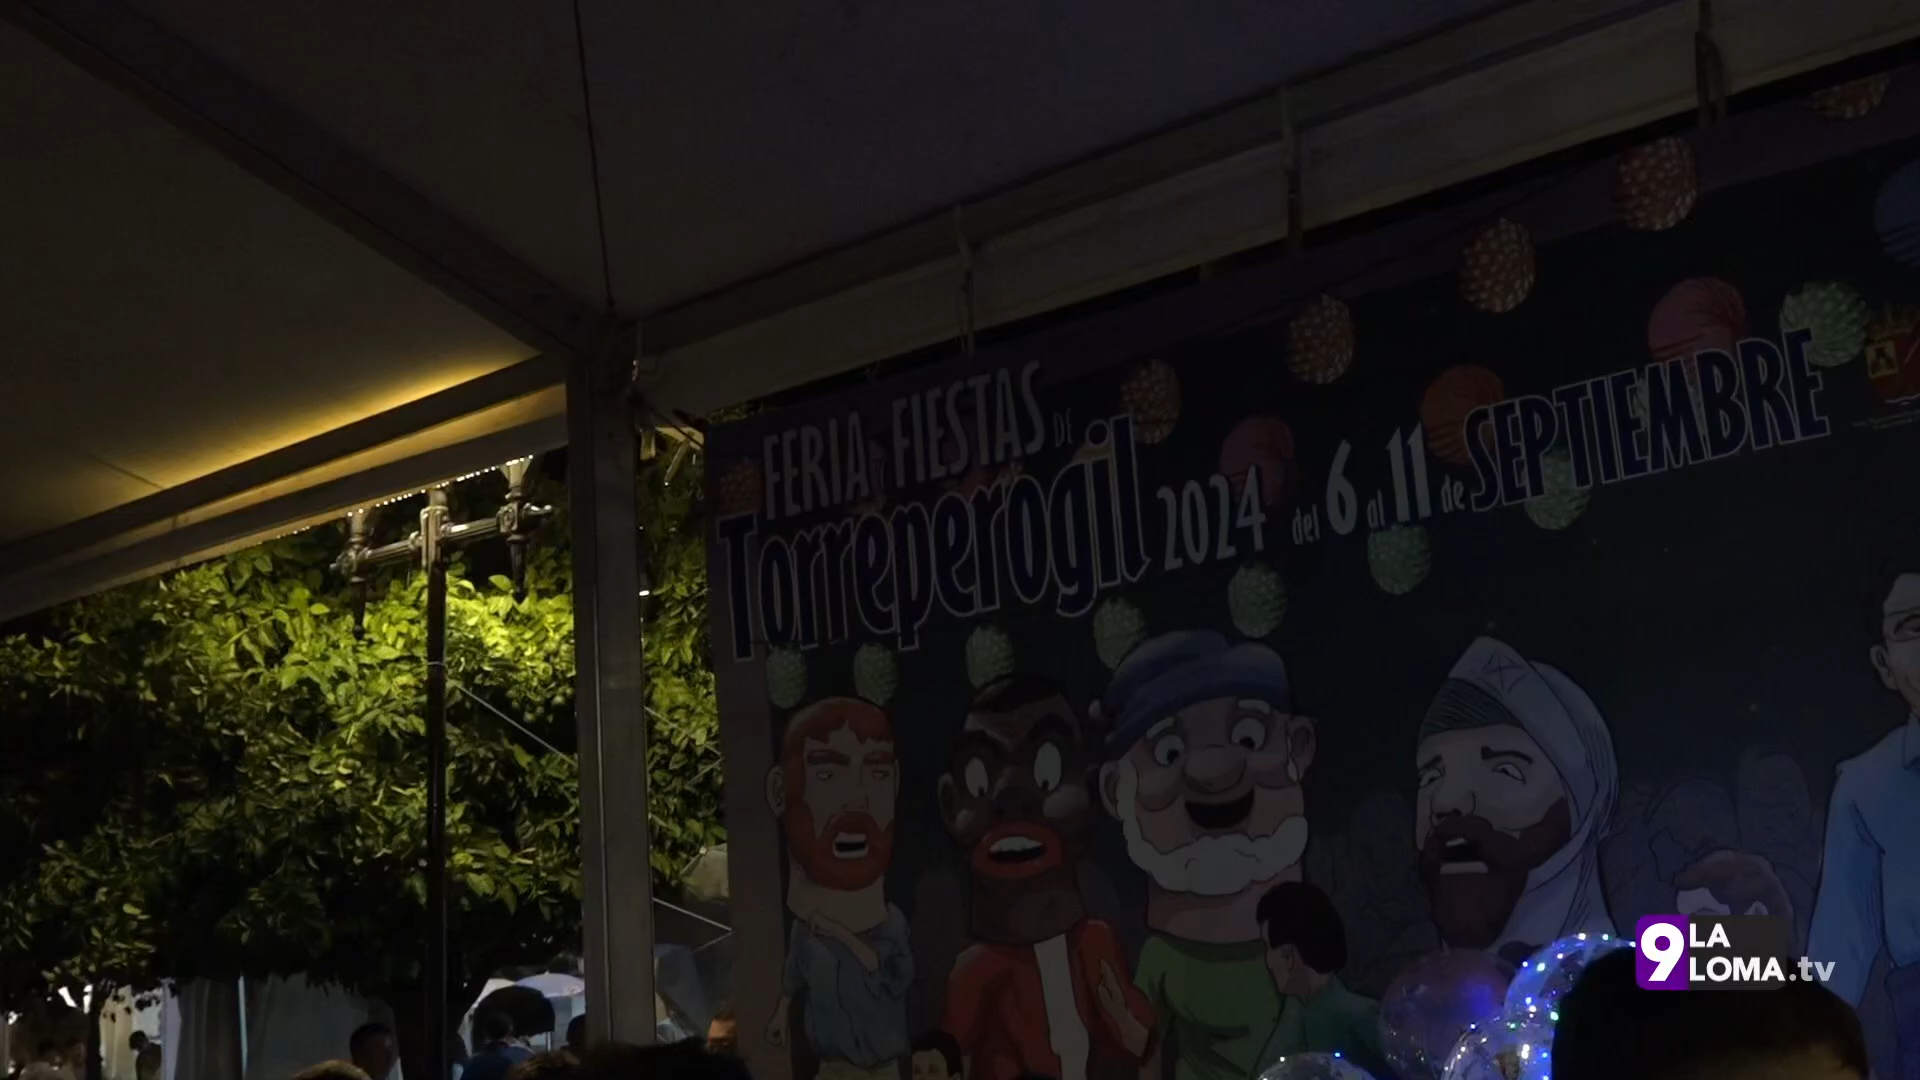 FERIA Y FIESTAS DE
Torreperogil 2024 del 6 al 11 de SEPTIEMBRE
9 LA LOMA.tv